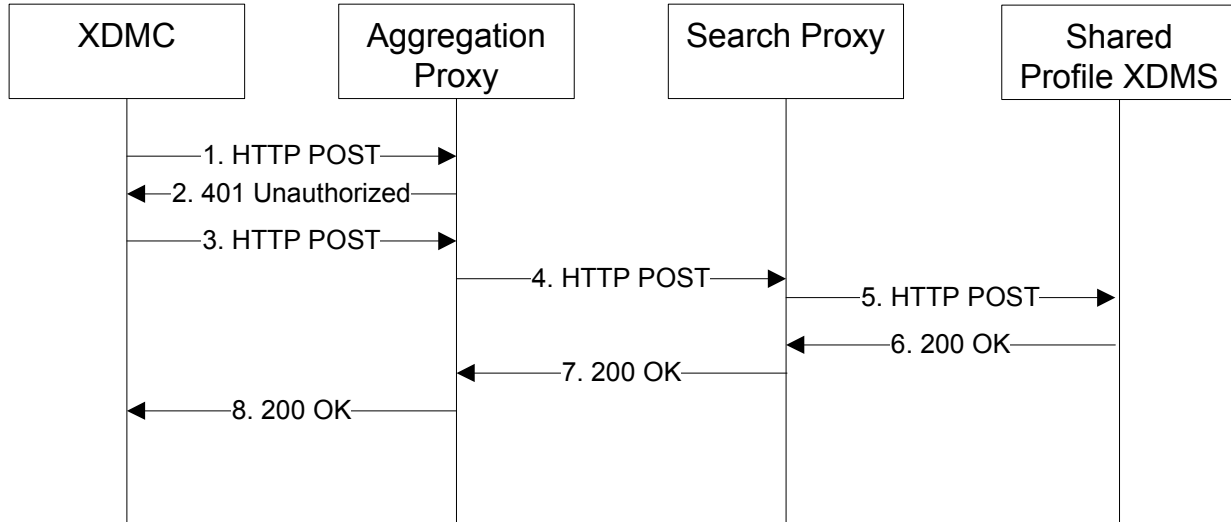 XDMC
Aggregation
Proxy
Search Proxy
Shared
Profile XDMS
1. HTTP POST
2. 401 Unauthorized
3. HTTP POST
4. HTTP POST
5. HTTP POST
6. 200 OK
7. 200 OK
8. 200 OK